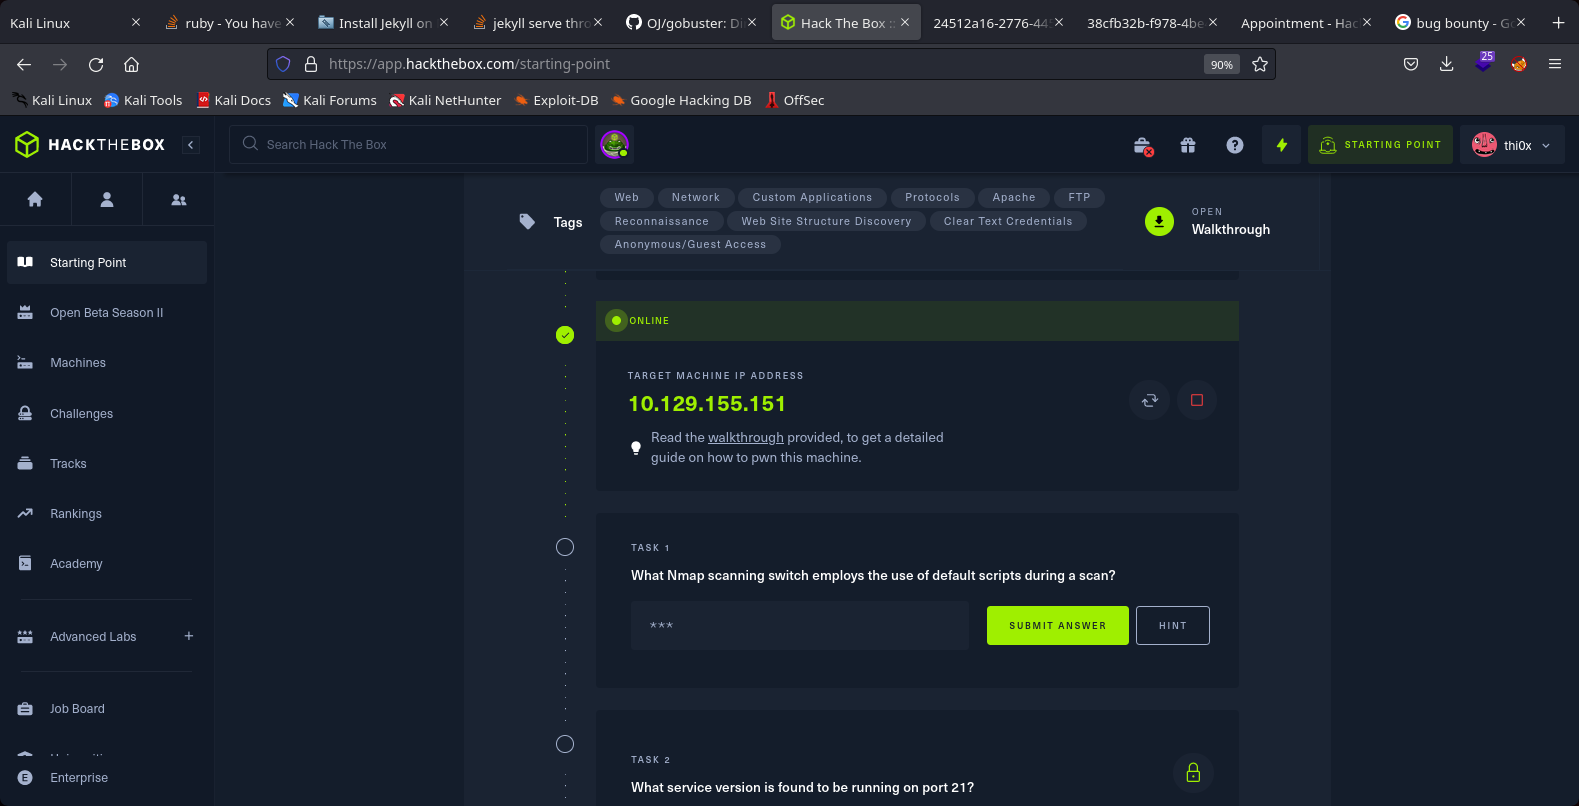 Kali Linux ruby - You have Install Jekyll on jekyll serve thro OJ/gobuster: Di Hack The Box :: 24512a16-2776-44 38cfb32b-f978-4be Appointment - Hac bug bounty - Go
https://app.hackthebox.com/starting-point 90% 25
Kali Linux Kali Tools Kali Docs Kali Forums Kali NetHunter Exploit-DB Google Hacking DB OffSec
HACKTHEBOX Search Hack The Box STARTING POINT thi0x
Starting Point
Open Beta Season II
Machines
Challenges
Tracks
Rankings
Academy
Advanced Labs
Job Board
E Enterprise
Tags
Web Network Custom Applications Protocols Apache FTP
Reconnaissance Web Site Structure Discovery Clear Text Credentials
Anonymous/Guest Access
OPEN
Walkthrough
ONLINE
TARGET MACHINE IP ADDRESS
10.129.155.151
Read the walkthrough provided, to get a detailed
guide on how to pwn this machine.
TASK 1
What Nmap scanning switch employs the use of default scripts during a scan?
*** SUBMIT ANSWER HINT
TASK 2
What service version is found to be running on port 21?